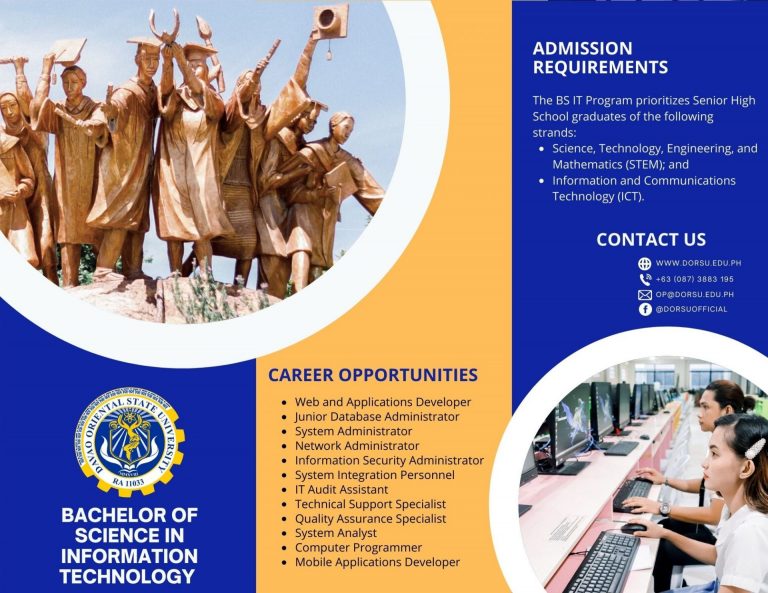 DAVAO ORIENTAL STATE UNIVERSITY
RA 11033
BACHELOR OF
SCIENCE IN
INFORMATION
TECHNOLOGY
CAREER OPPORTUNITIES
• Web and Applications Developer
• Junior Database Administrator
• System Administrator
• Network Administrator
• Information Security Administrator
• System Integration Personnel
• IT Audit Assistant
• Technical Support Specialist
• Quality Assurance Specialist
• System Analyst
• Computer Programmer
• Mobile Applications Developer
ADMISSION
REQUIREMENTS
The BS IT Program prioritizes Senior High
School graduates of the following
strands:
• Science, Technology, Engineering, and
Mathematics (STEM); and
• Information and Communications
Technology (ICT).
CONTACT US
WWW.DORSU.EDU.PH
+63 (087) 3883 195
OP@DORSU.EDU.PH
@DORSUOFFICIAL